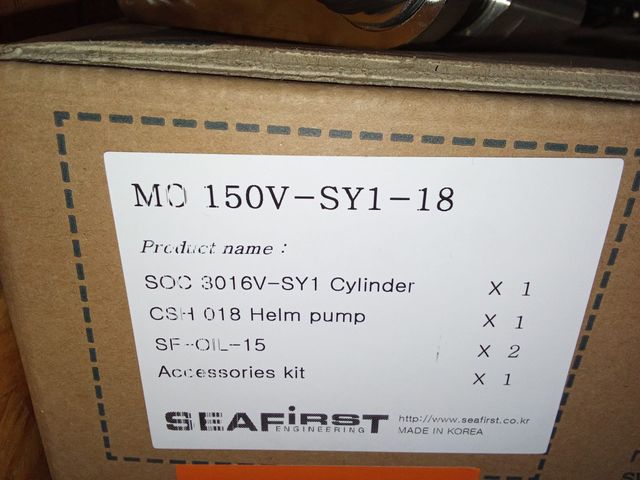 MO 150V-SY1-18
Product name :
SOC 3016V-SY1 Cylinder X 1
CSH 018 Helm pump X 1
SF-OIL-15 X 2
Accessories kit X 1
SEAFiRST
ENGINEERING
http://www.seafirst.co.kr
MADE IN KOREA